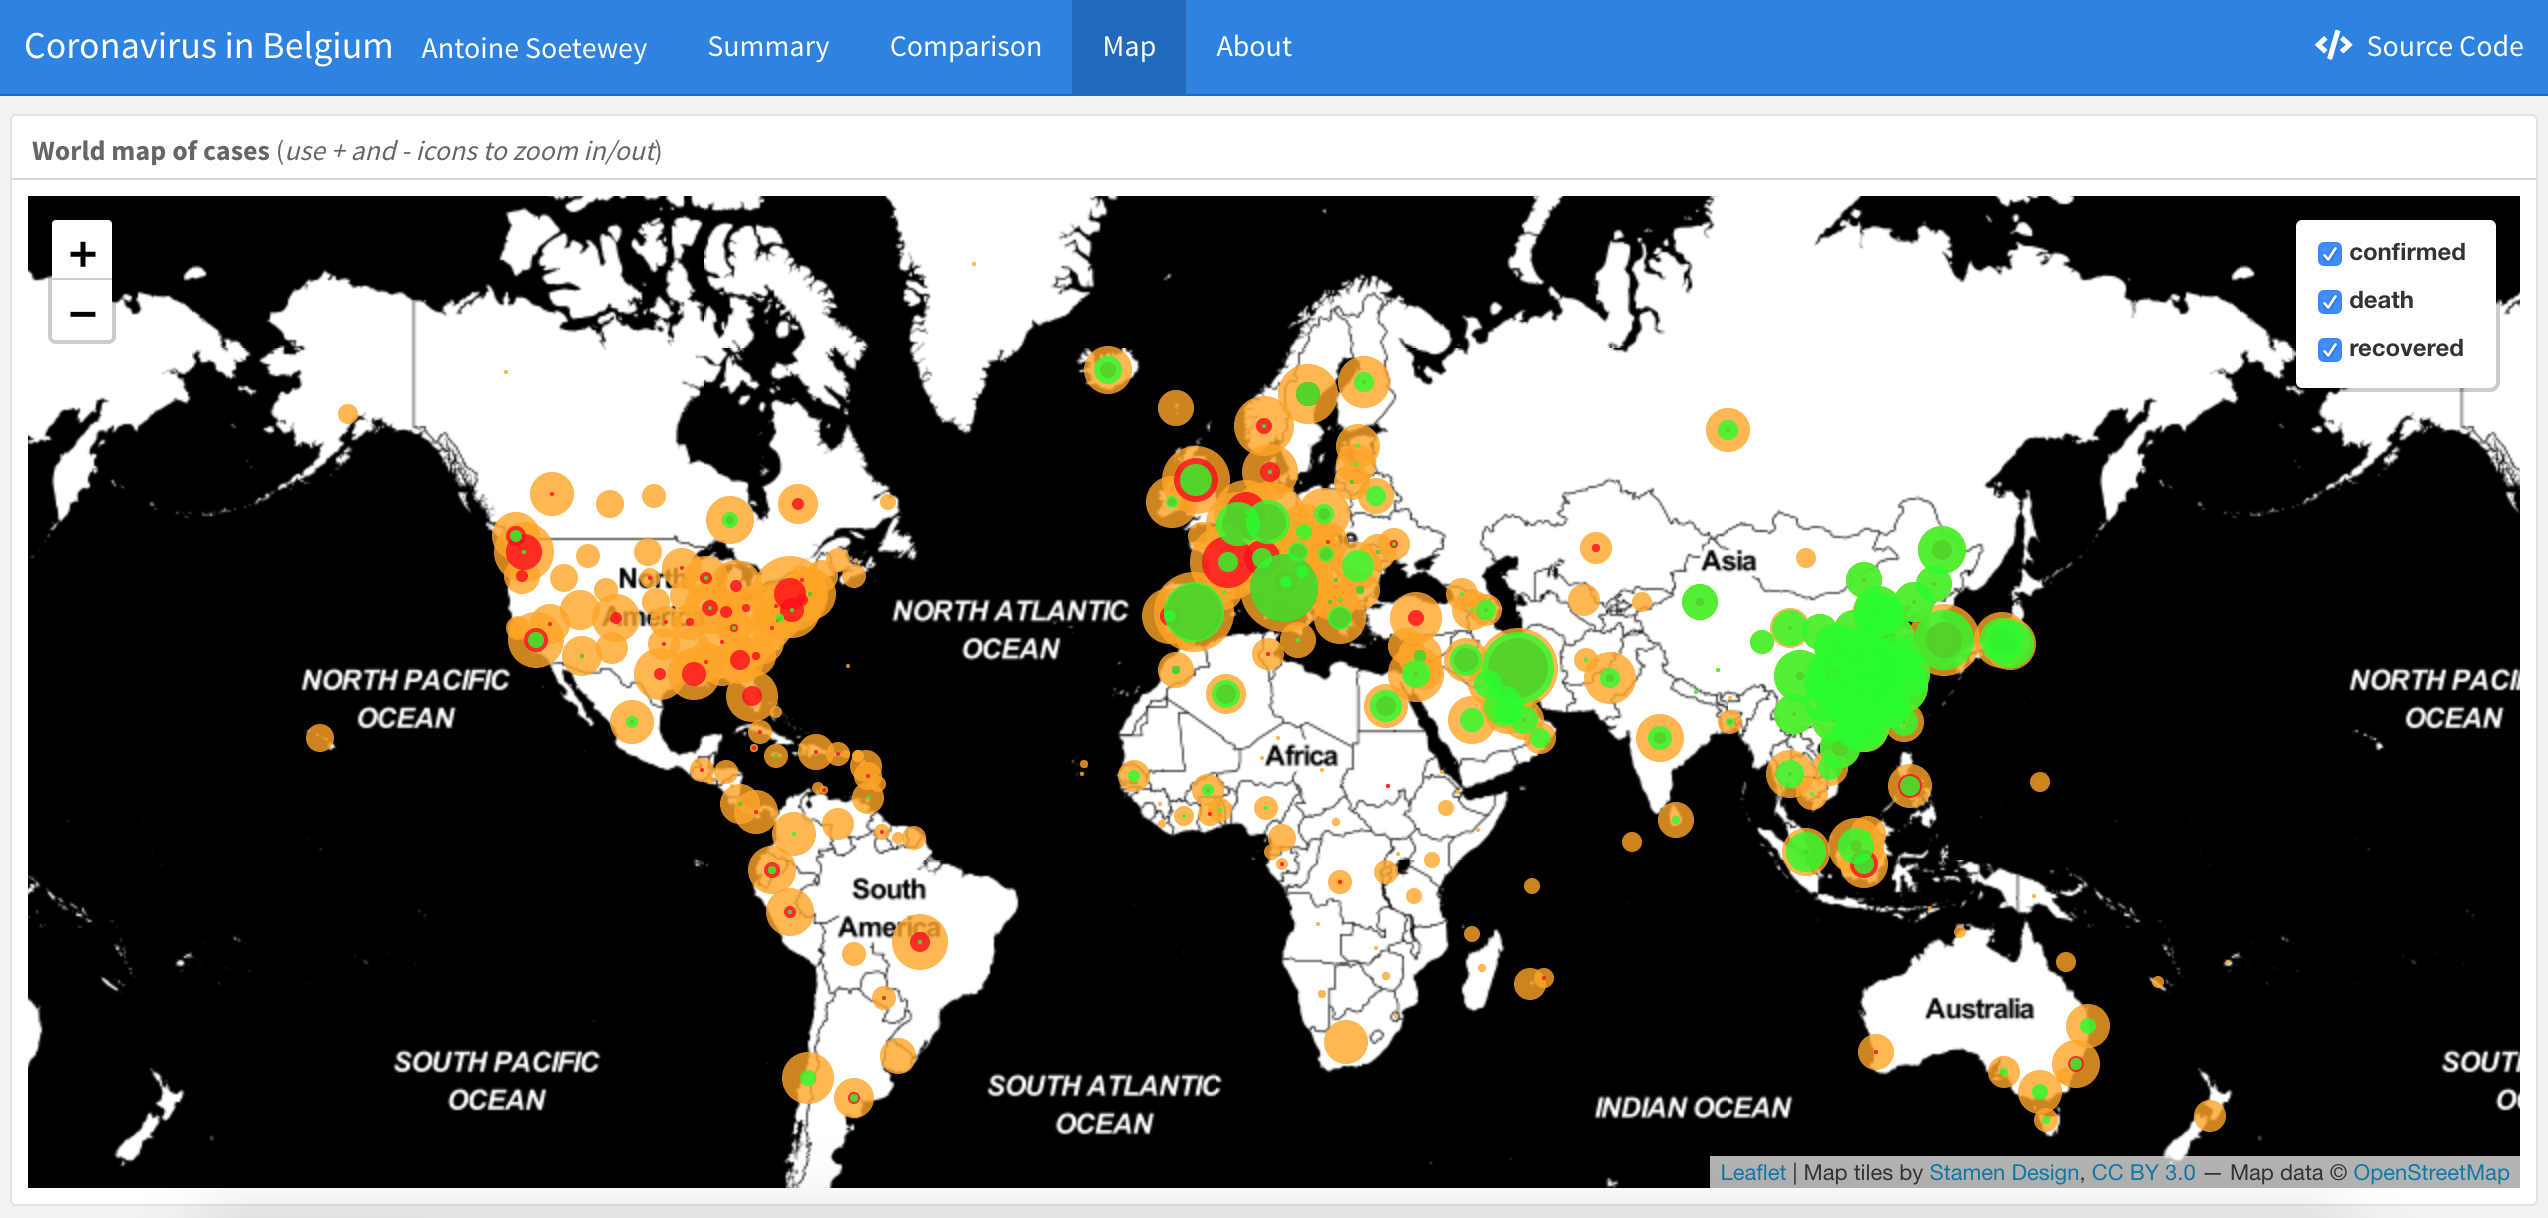 Coronavirus in Belgium Antoine Soetewey Summary Comparison Map About Source Code
World map of cases (use + and - icons to zoom in/out)
+
−
confirmed
death
recovered
Asia
North
America
NORTH ATLANTIC
OCEAN
NORTH PACIFIC
OCEAN
NORTH PACI
OCEAN
Africa
South
America
Australia
SOUTH PACIFIC
OCEAN
SOUTH ATLANTIC
OCEAN
INDIAN OCEAN
SOUT
O
Leaflet | Map tiles by Stamen Design, CC BY 3.0 — Map data © OpenStreetMap